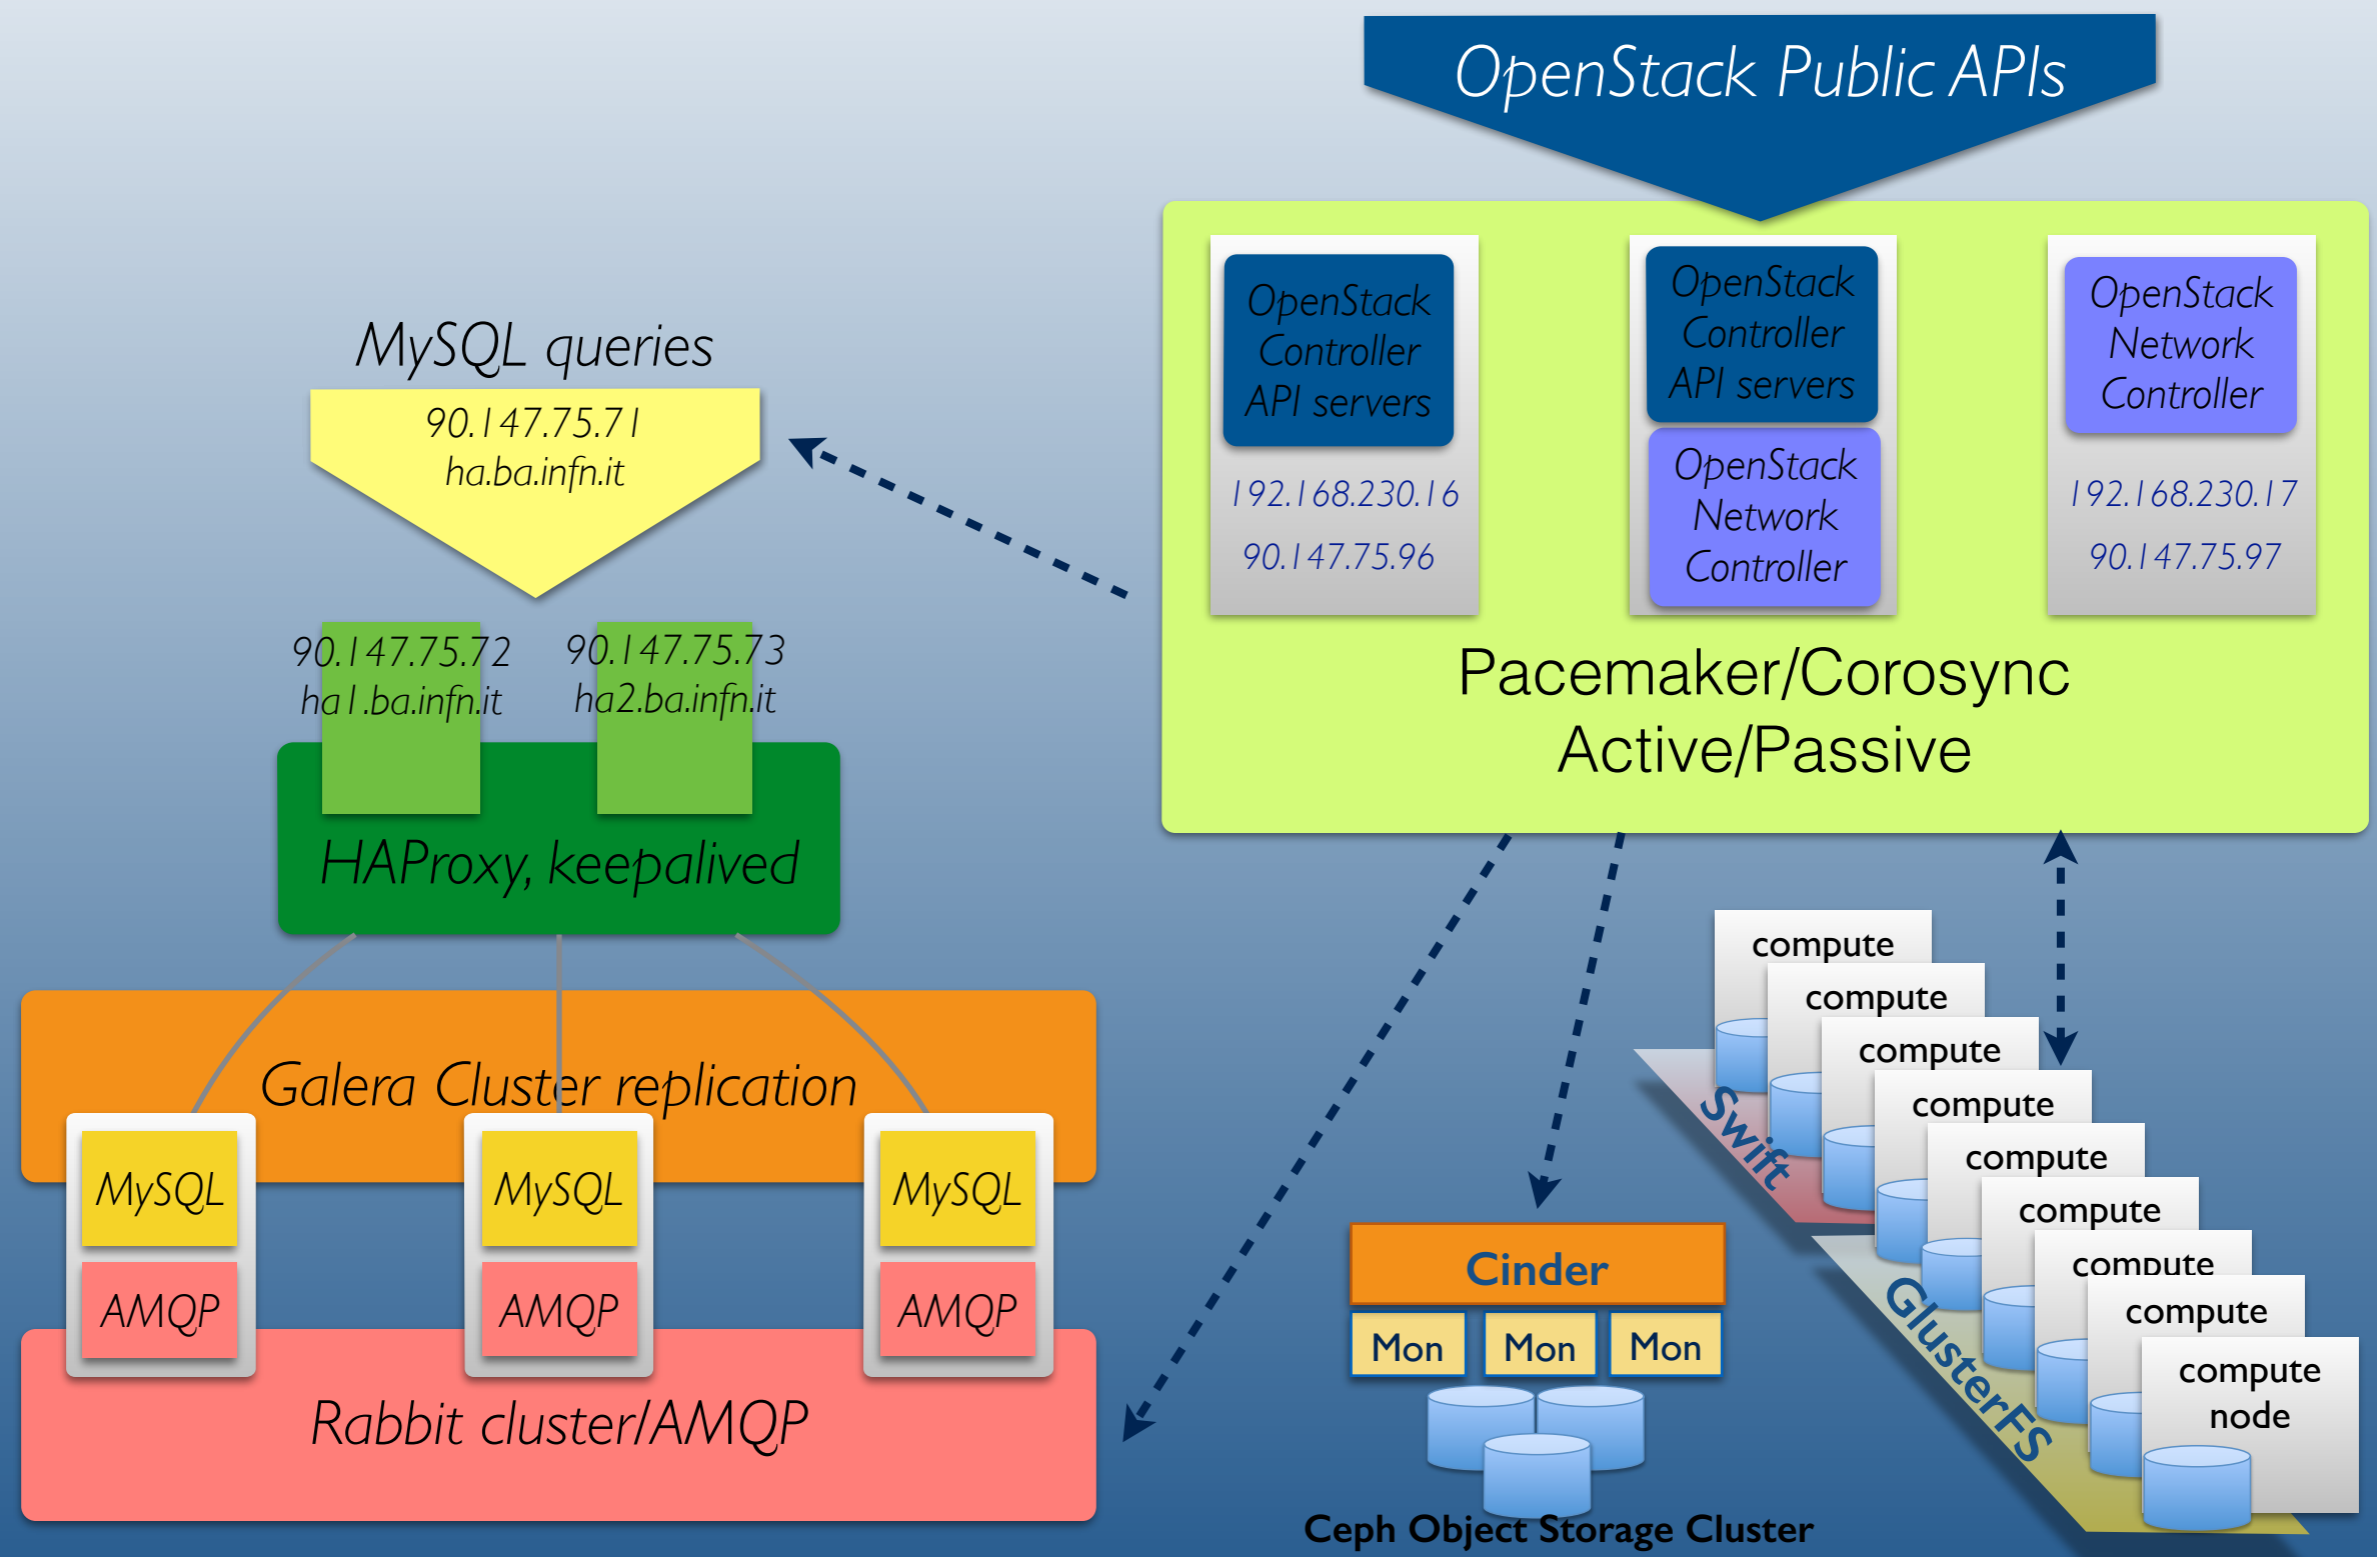 OpenStack Public APIs
OpenStack
Controller
API servers
192.168.230.16
90.147.75.96
OpenStack
Controller
API servers
OpenStack
Network
Controller
OpenStack
Network
Controller
192.168.230.17
90.147.75.97
Pacemaker/Corosync
Active/Passive
MySQL queries
90.147.75.71
ha.ba.infn.it
90.147.75.72
ha1.ba.infn.it
90.147.75.73
ha2.ba.infn.it
HAProxy, keepalived
Galera Cluster replication
MySQL
MySQL
MySQL
AMQP
AMQP
AMQP
Rabbit cluster/AMQP
Cinder
Mon
Mon
Mon
Ceph Object Storage Cluster
compute
compute
compute
compute
compute
compute
compute
compute
compute
node
Swift
GlusterFS